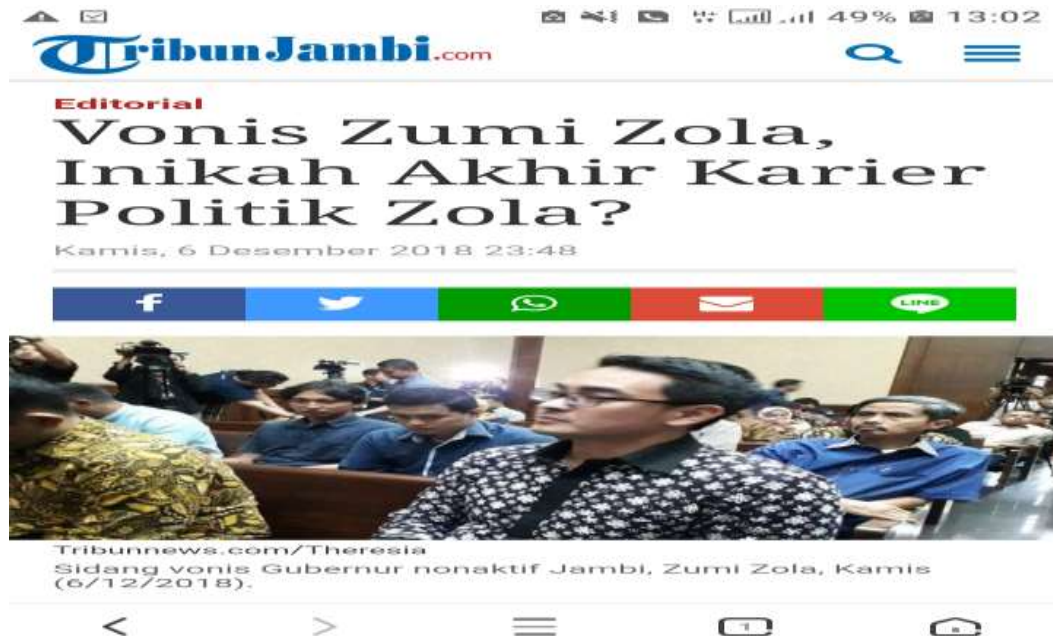 49% 13:02
TribunJambi.com
Editorial
Vonis Zumi Zola,
Inikah Akhir Karier
Politik Zola?
Kamis, 6 Desember 2018 23:48
LINE
Tribunnews.com/Theresia
Sidang vonis Gubernur nonaktif Jambi, Zumi Zola, Kamis
(6/12/2018).
1